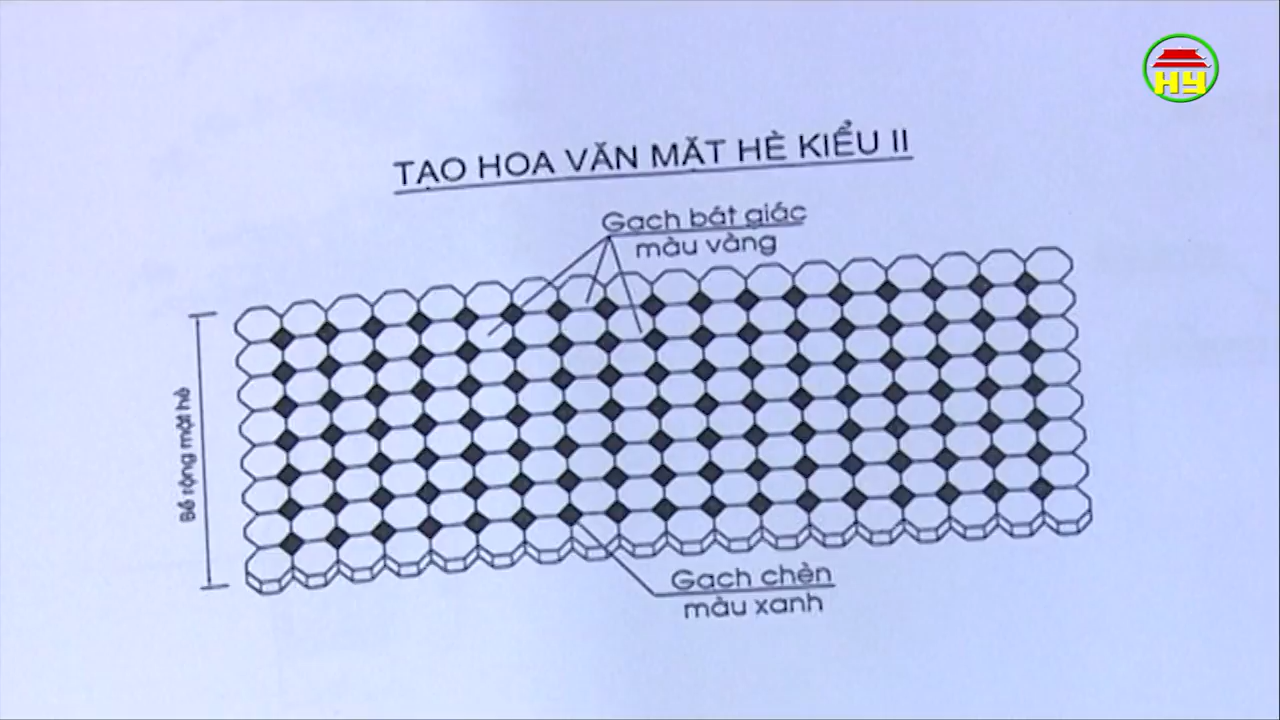 HY
TẠO HOA VĂN MẶT HÈ KIỂU II
Gạch bát giác
màu vàng
Bề rộng mặt hè
Gạch chèn
màu xanh